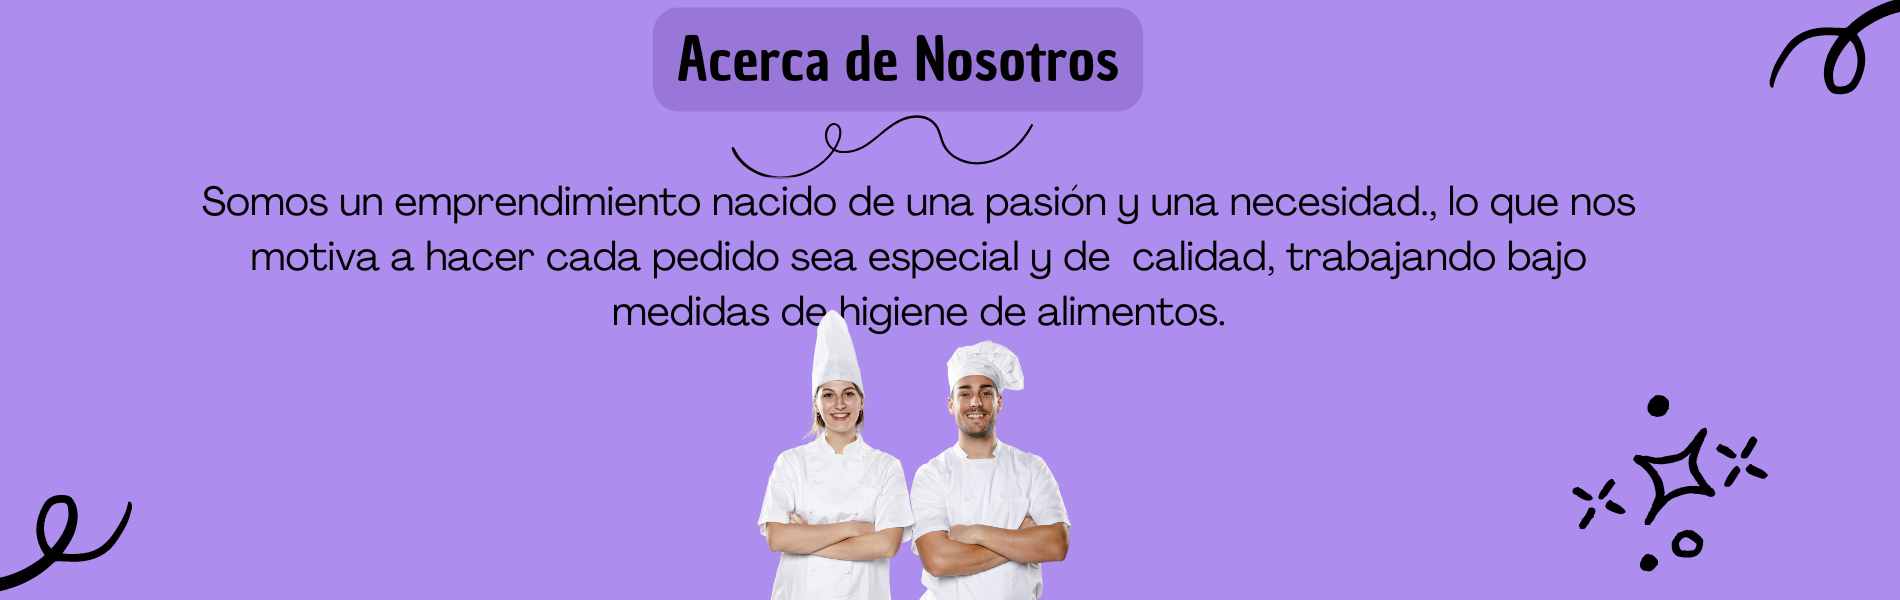 Acerca de Nosotros
Somos un emprendimiento nacido de una pasión y una necesidad., lo que nos
motiva a hacer cada pedido sea especial y de  calidad, trabajando bajo
medidas de higiene de alimentos.